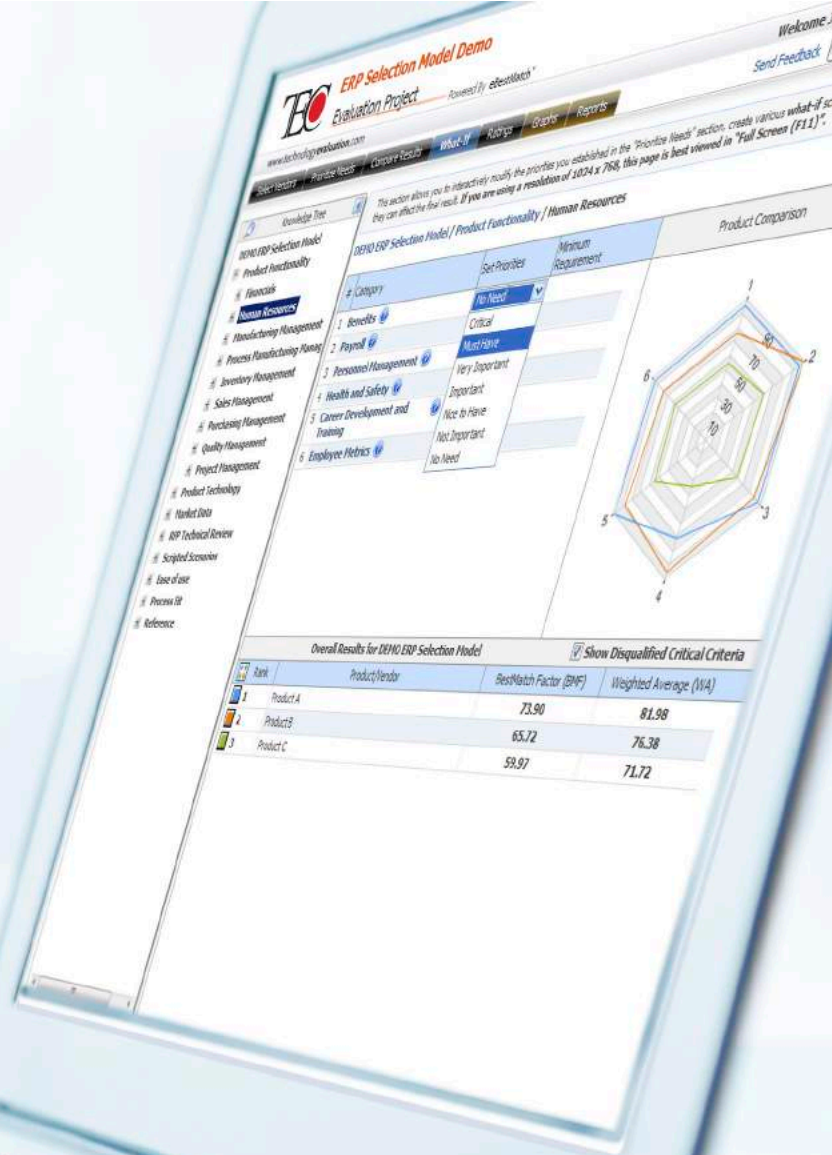 TEC
ERP Selection Model Demo
Evaluation Project
Powered By eBestMatch™
Welcome
Send Feedback
www.technologyevaluation.com
Select Vendors
Prioritize Needs
Compare Results
What-If
Ratings
Graphs
Reports
This section allows you to interactively modify the priorities you established in the "Prioritize Needs" section, create various what-if
they can affect the final result. If you are using a resolution of 1024 x 768, this page is best viewed in "Full Screen (F11)".
Knowledge Tree
DEMO ERP Selection Model
Product Functionality
Financials
Human Resources
Manufacturing Management
Process Manufacturing Manag
Inventory Management
Sales Management
Purchasing Management
Quality Management
Project Management
Product Technology
Market Data
RFP Technical Review
Scripted Scenarios
Ease of use
Process Fit
Reference
DEMO ERP Selection Model / Product Functionality / Human Resources
# Category
Set Priorities
Minimum
Requirement
1 Benefits
2 Payroll
3 Personnel Management
4 Health and Safety
5 Career Development and
Training
6 Employee Metrics
No Need
Critical
Must Have
Very Important
Important
Nice to Have
Not Important
No Need
Product Comparison
1
2
3
4
5
6
90
70
50
30
10
Overall Results for DEMO ERP Selection Model
Show Disqualified Critical Criteria
Rank Product/Vendor BestMatch Factor (BMF) Weighted Average (WA)
1 Product A 73.90 81.98
2 Product B 65.72 76.38
3 Product C 59.97 71.72